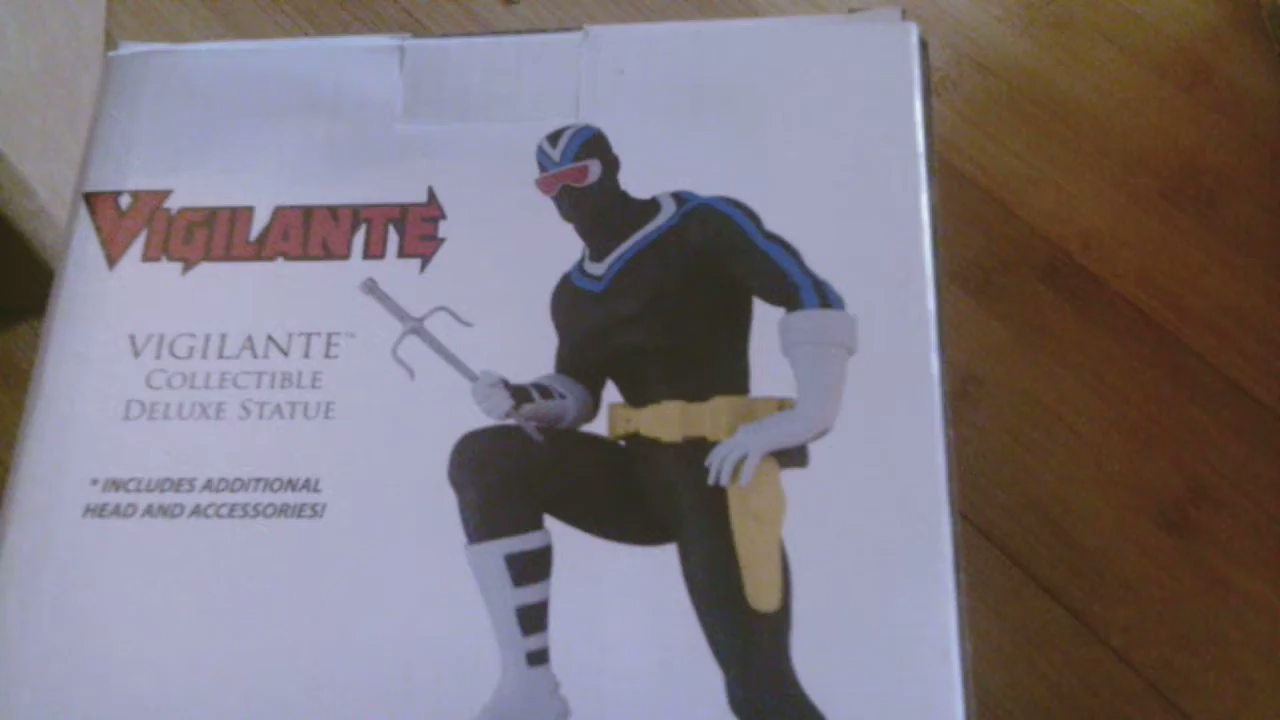 VIGILANTE
VIGILANTE™
COLLECTIBLE
DELUXE STATUE
* INCLUDES ADDITIONAL
HEAD AND ACCESSORIES!